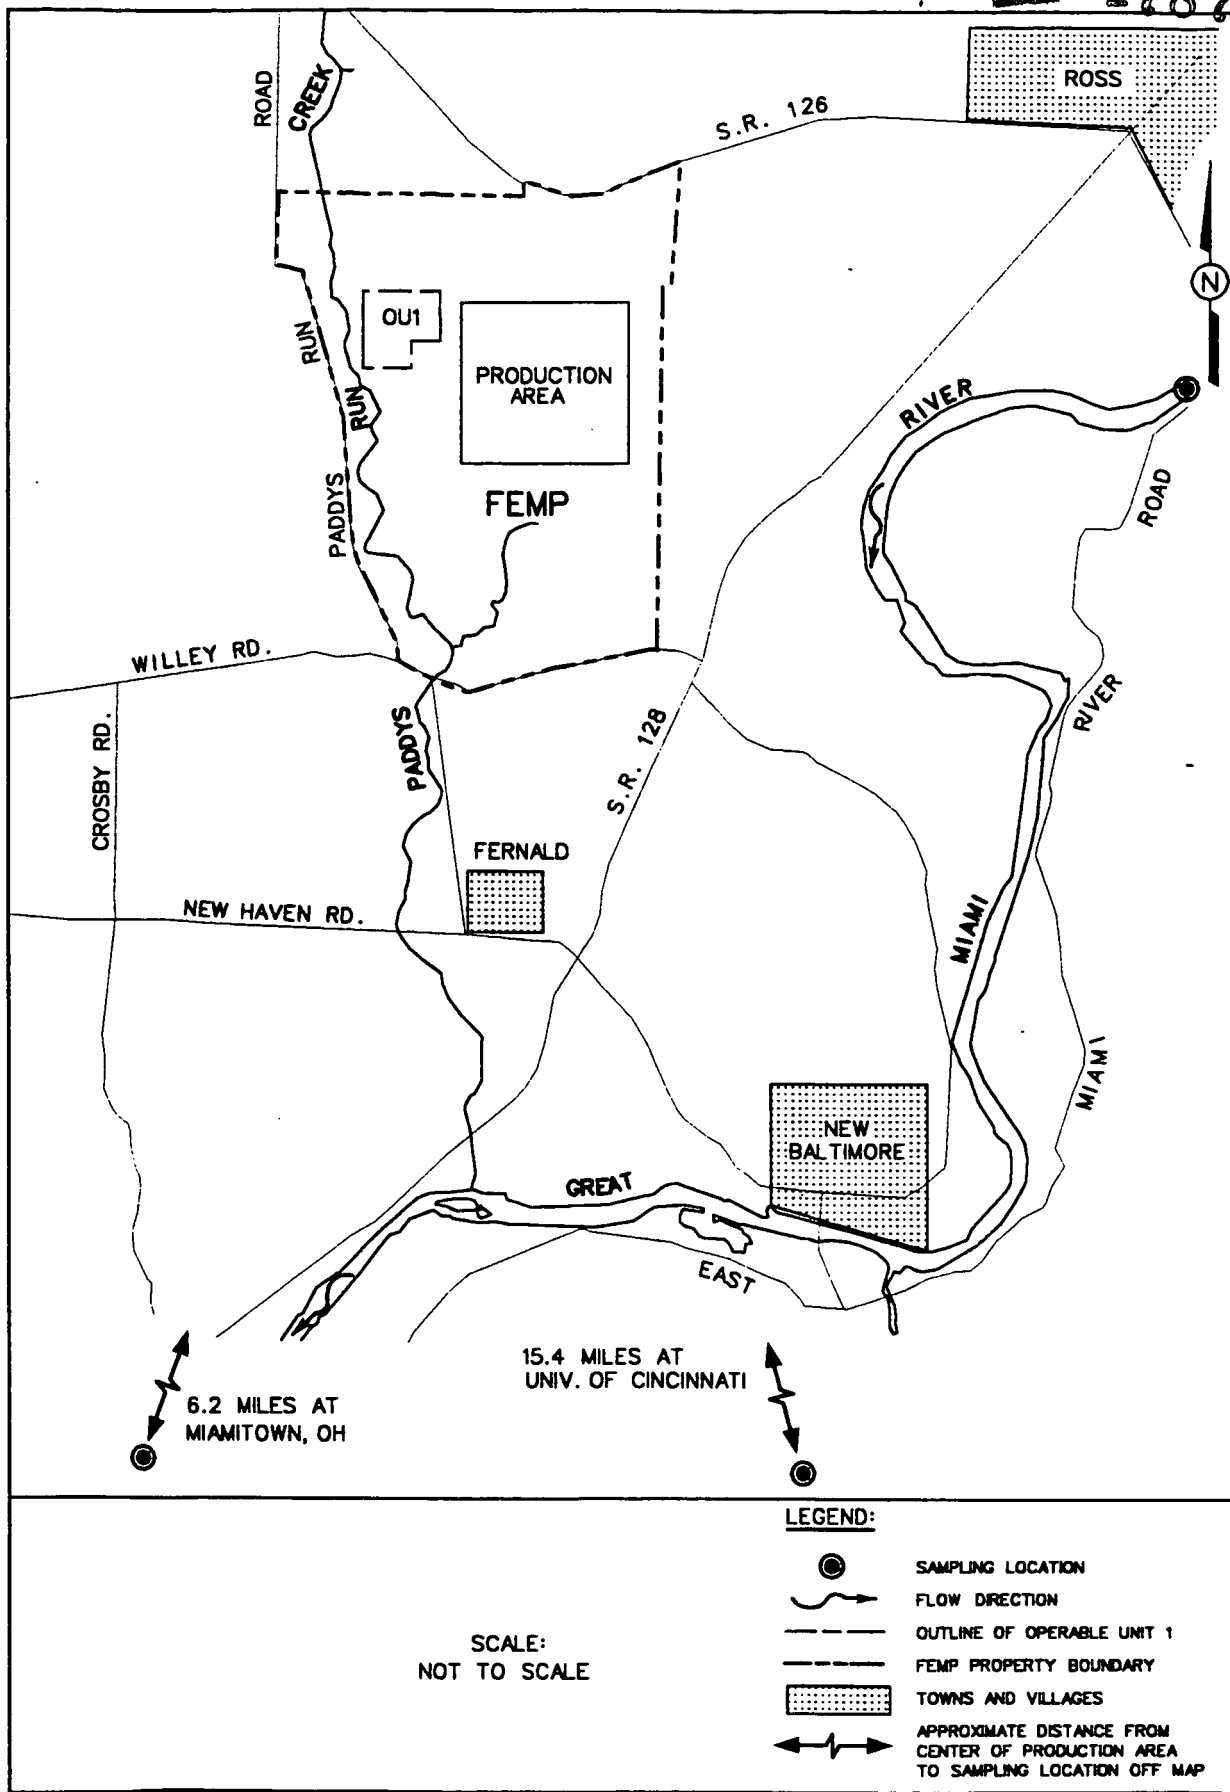 ROSS
S.R. 126
ROAD
CREEK
N
OU1
RUN
PRODUCTION
AREA
RUN
RIVER
PADDYS
FEMP
ROAD
WILLEY RD.
RIVER
CROSBY RD.
PADDYS
S.R. 128
FERNALD
NEW HAVEN RD.
MIAMI
MIAMI
NEW
BALTIMORE
GREAT
EAST
15.4 MILES AT
UNIV. OF CINCINNATI
6.2 MILES AT
MIAMITOWN, OH
LEGEND:
SAMPLING LOCATION
FLOW DIRECTION
OUTLINE OF OPERABLE UNIT 1
FEMP PROPERTY BOUNDARY
TOWNS AND VILLAGES
APPROXIMATE DISTANCE FROM
CENTER OF PRODUCTION AREA
TO SAMPLING LOCATION OFF MAP
SCALE:
NOT TO SCALE